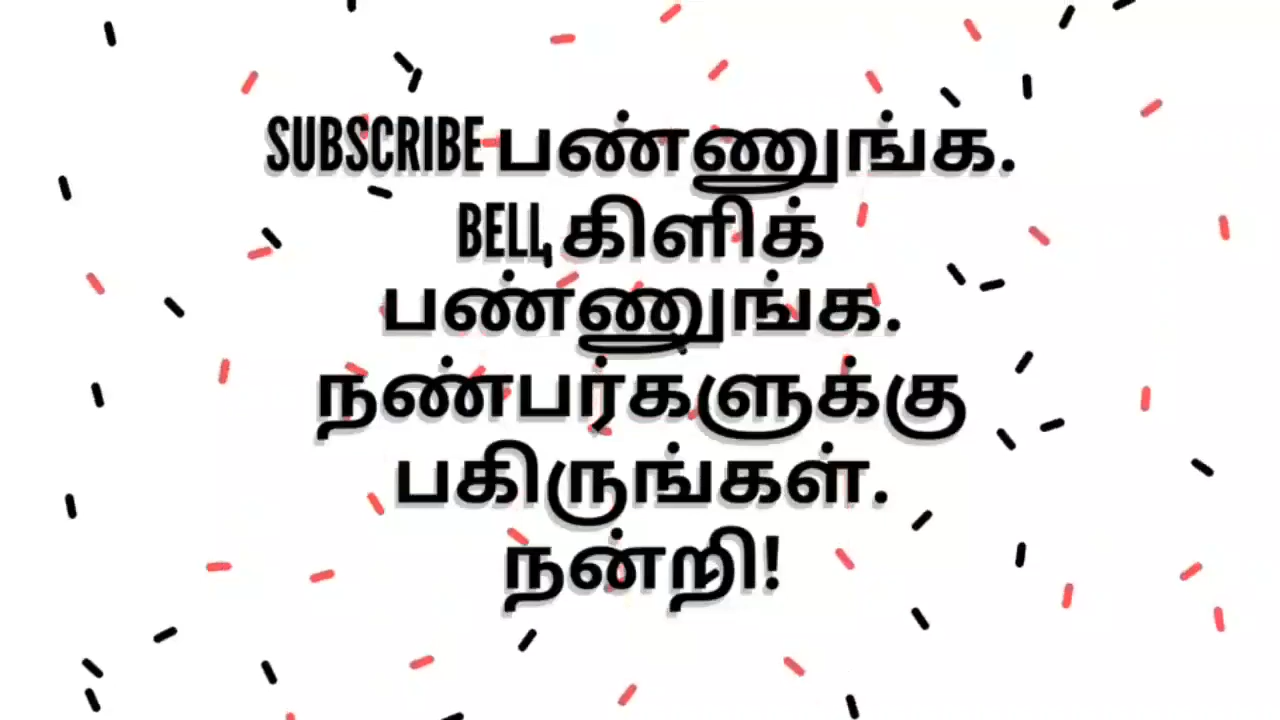 SUBSCRIBE பண்ணுங்க.
BELL, கிளிக்
பண்ணுங்க.
நண்பர்களுக்கு
பகிருங்கள்.
நன்றி!